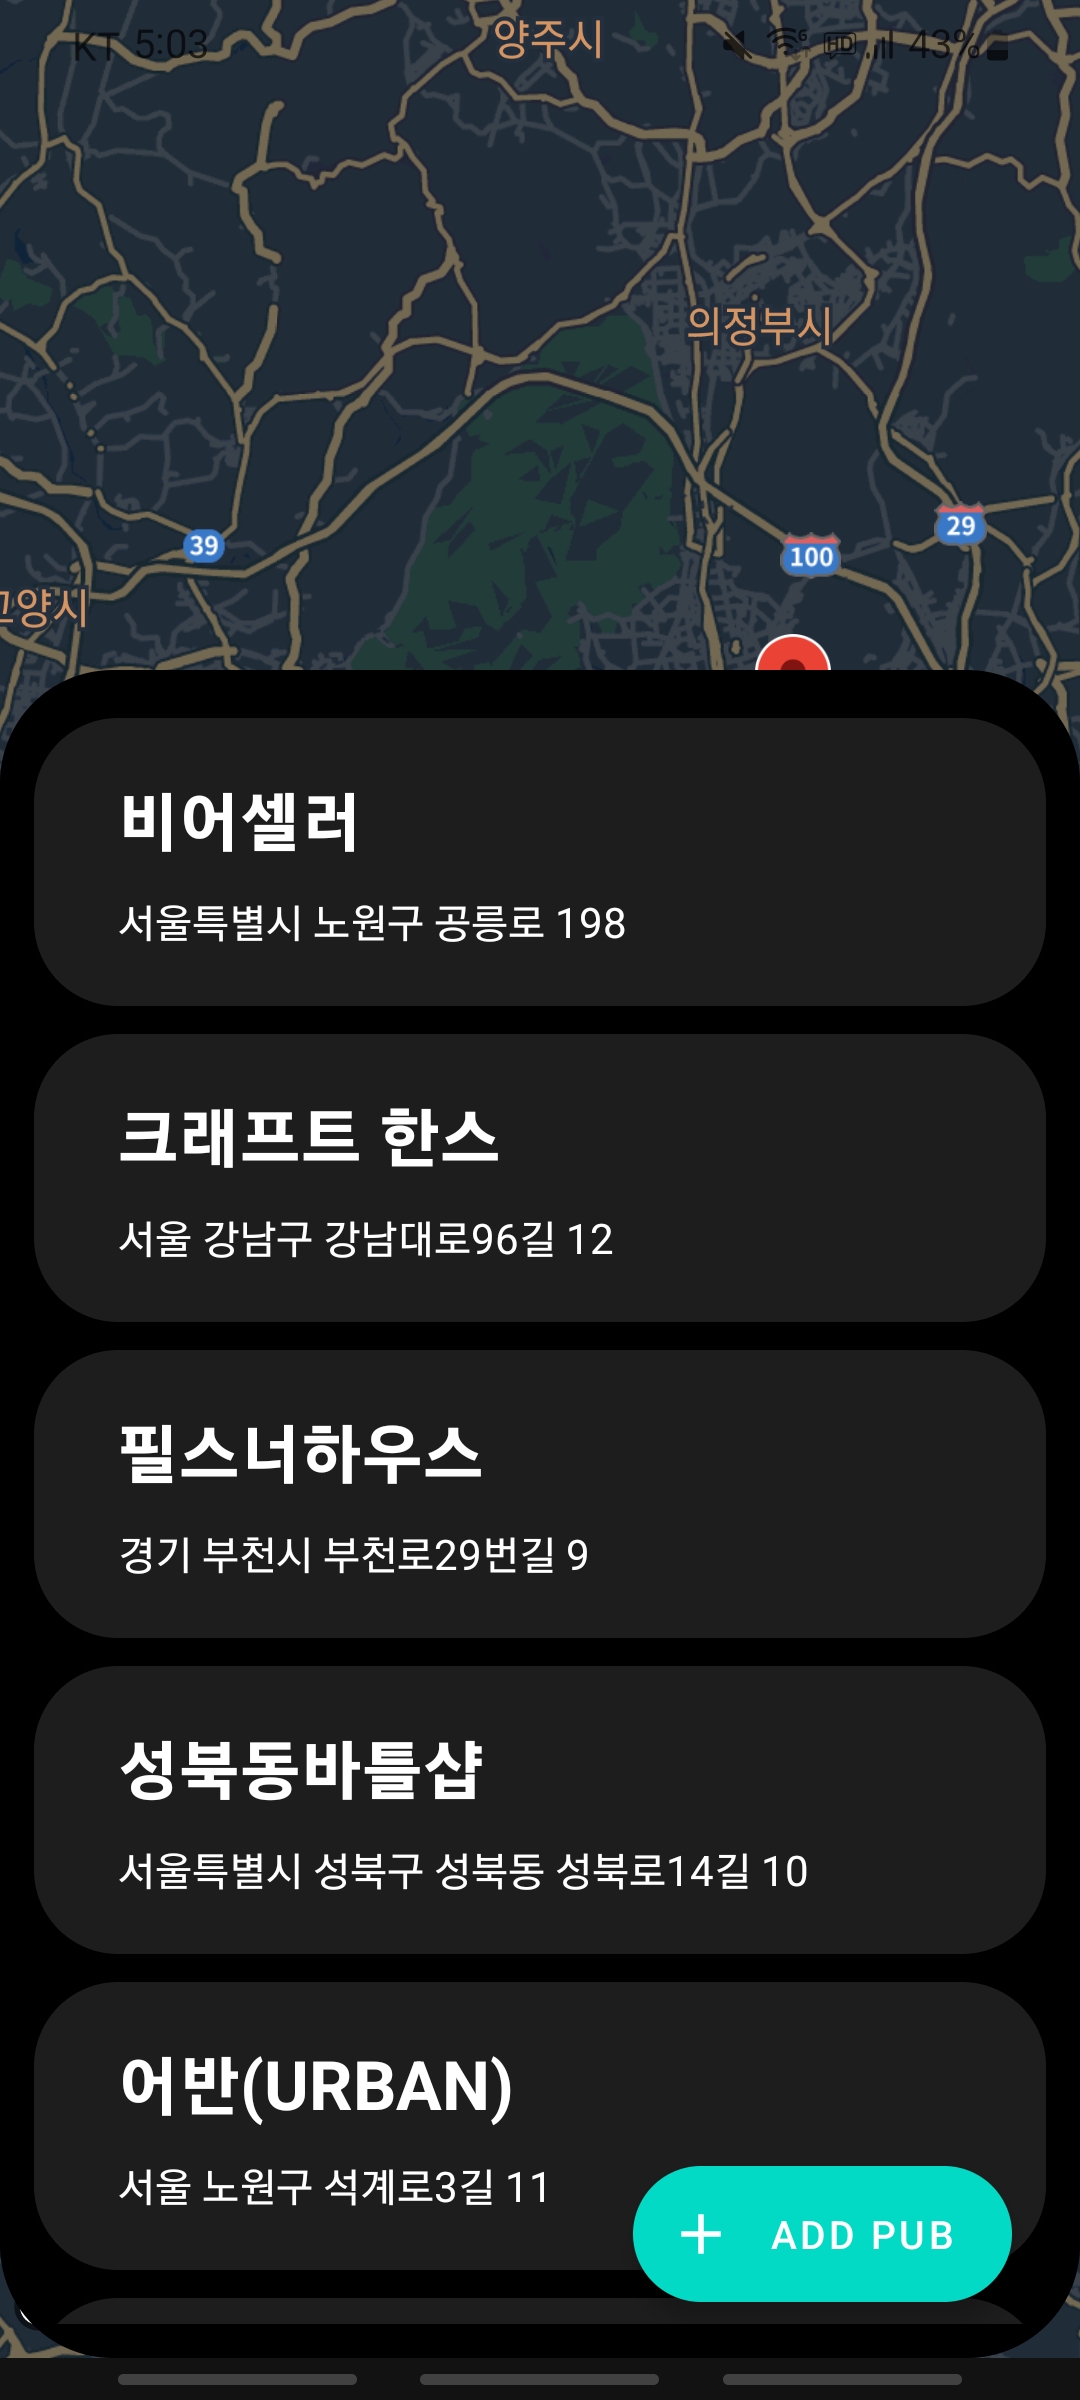 KT 5:03
양주시
6 HD 43%
의정부시
39
29
100
고양시
비어셀러
서울특별시 노원구 공릉로 198
크래프트 한스
서울 강남구 강남대로96길 12
필스너하우스
경기 부천시 부천로29번길 9
성북동바틀샵
서울특별시 성북구 성북동 성북로14길 10
어반(URBAN)
서울 노원구 석계로3길 11
+ ADD PUB